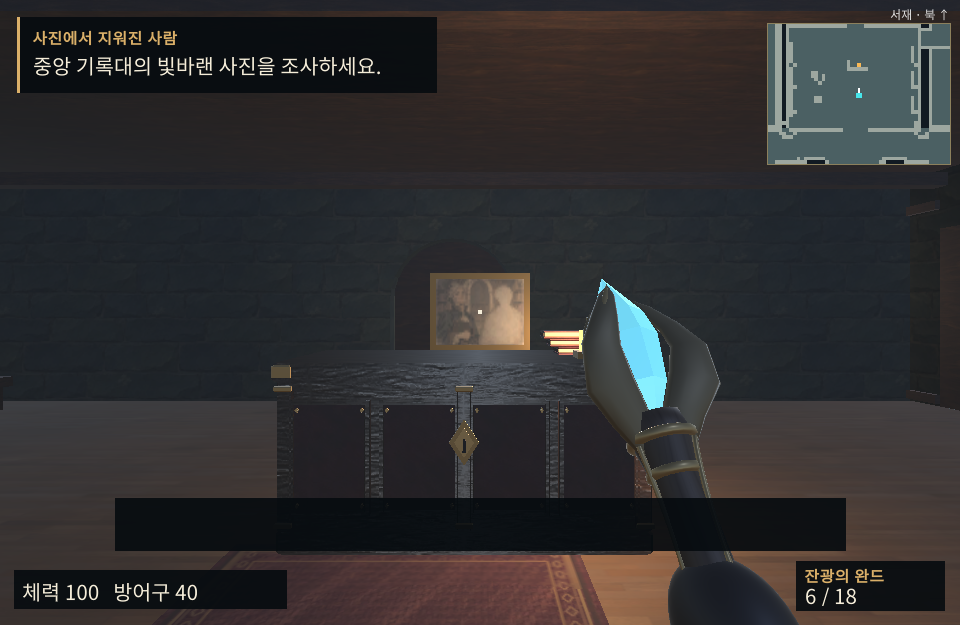 서재 · 북 ↑
사진에서 지워진 사람
중앙 기록대의 빛바랜 사진을 조사하세요.
체력 100 방어구 40
잔광의 완드
6 / 18